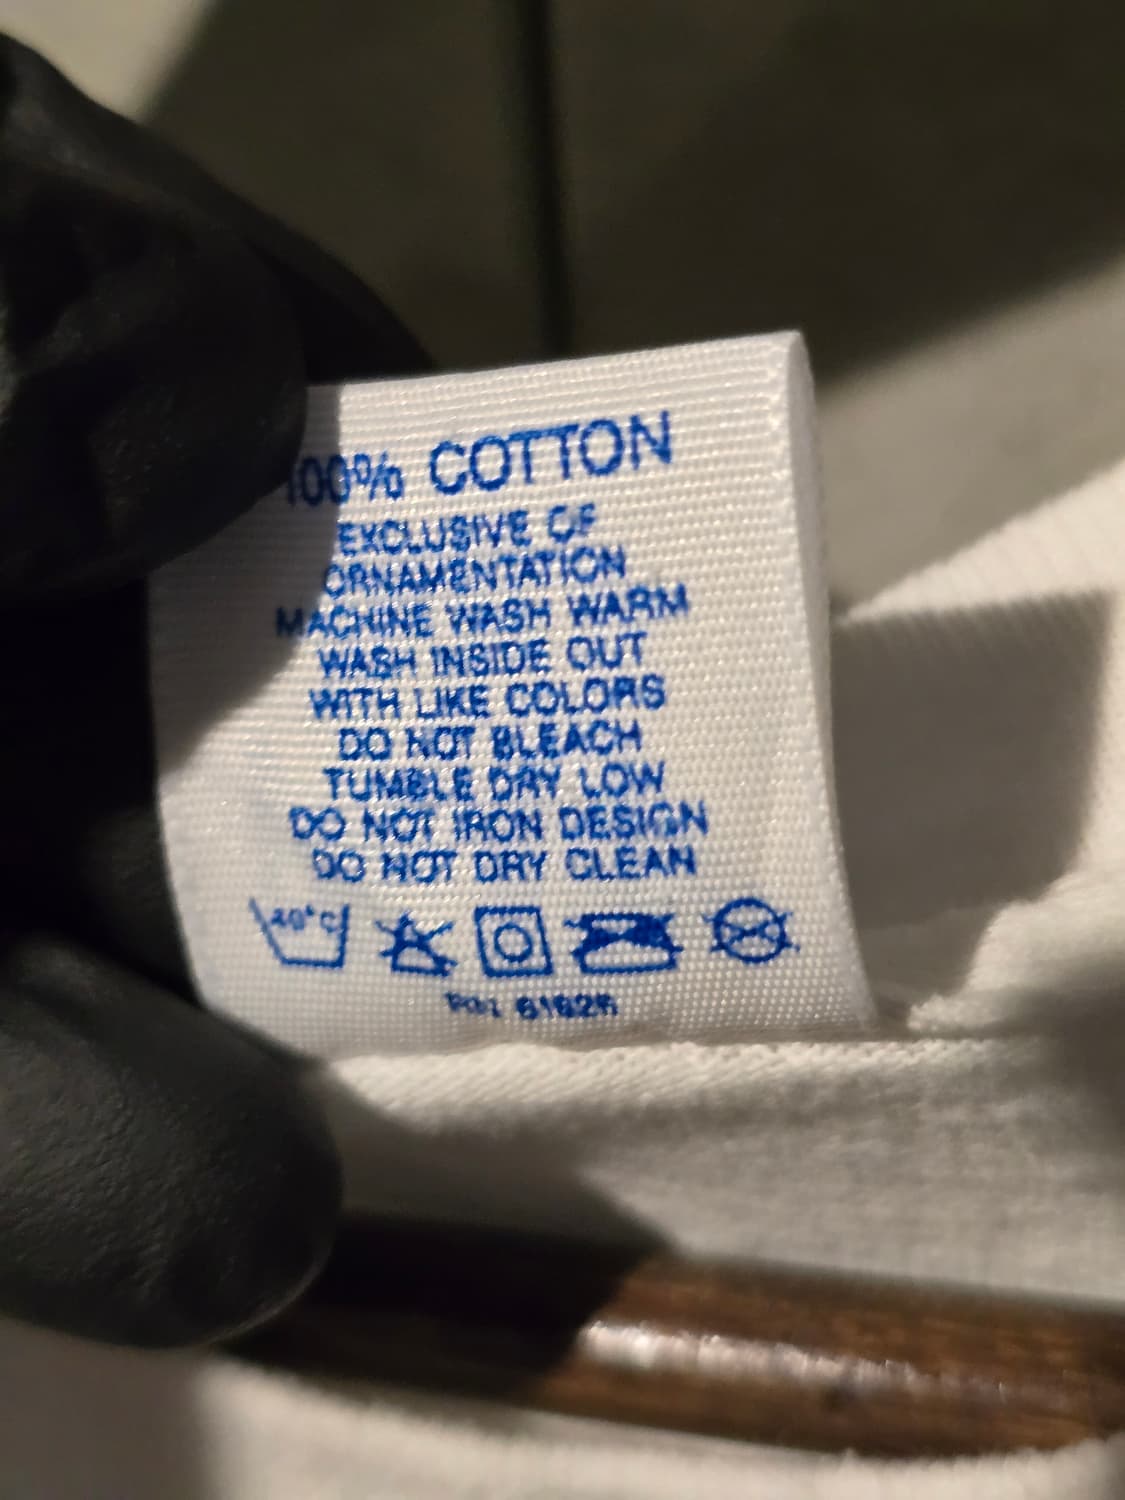 100% COTTON
EXCLUSIVE OF
ORNAMENTATION
MACHINE WASH WARM
WASH INSIDE OUT
WITH LIKE COLORS
DO NOT BLEACH
TUMBLE DRY LOW
DO NOT IRON DESIGN
DO NOT DRY CLEAN
40°C
RN